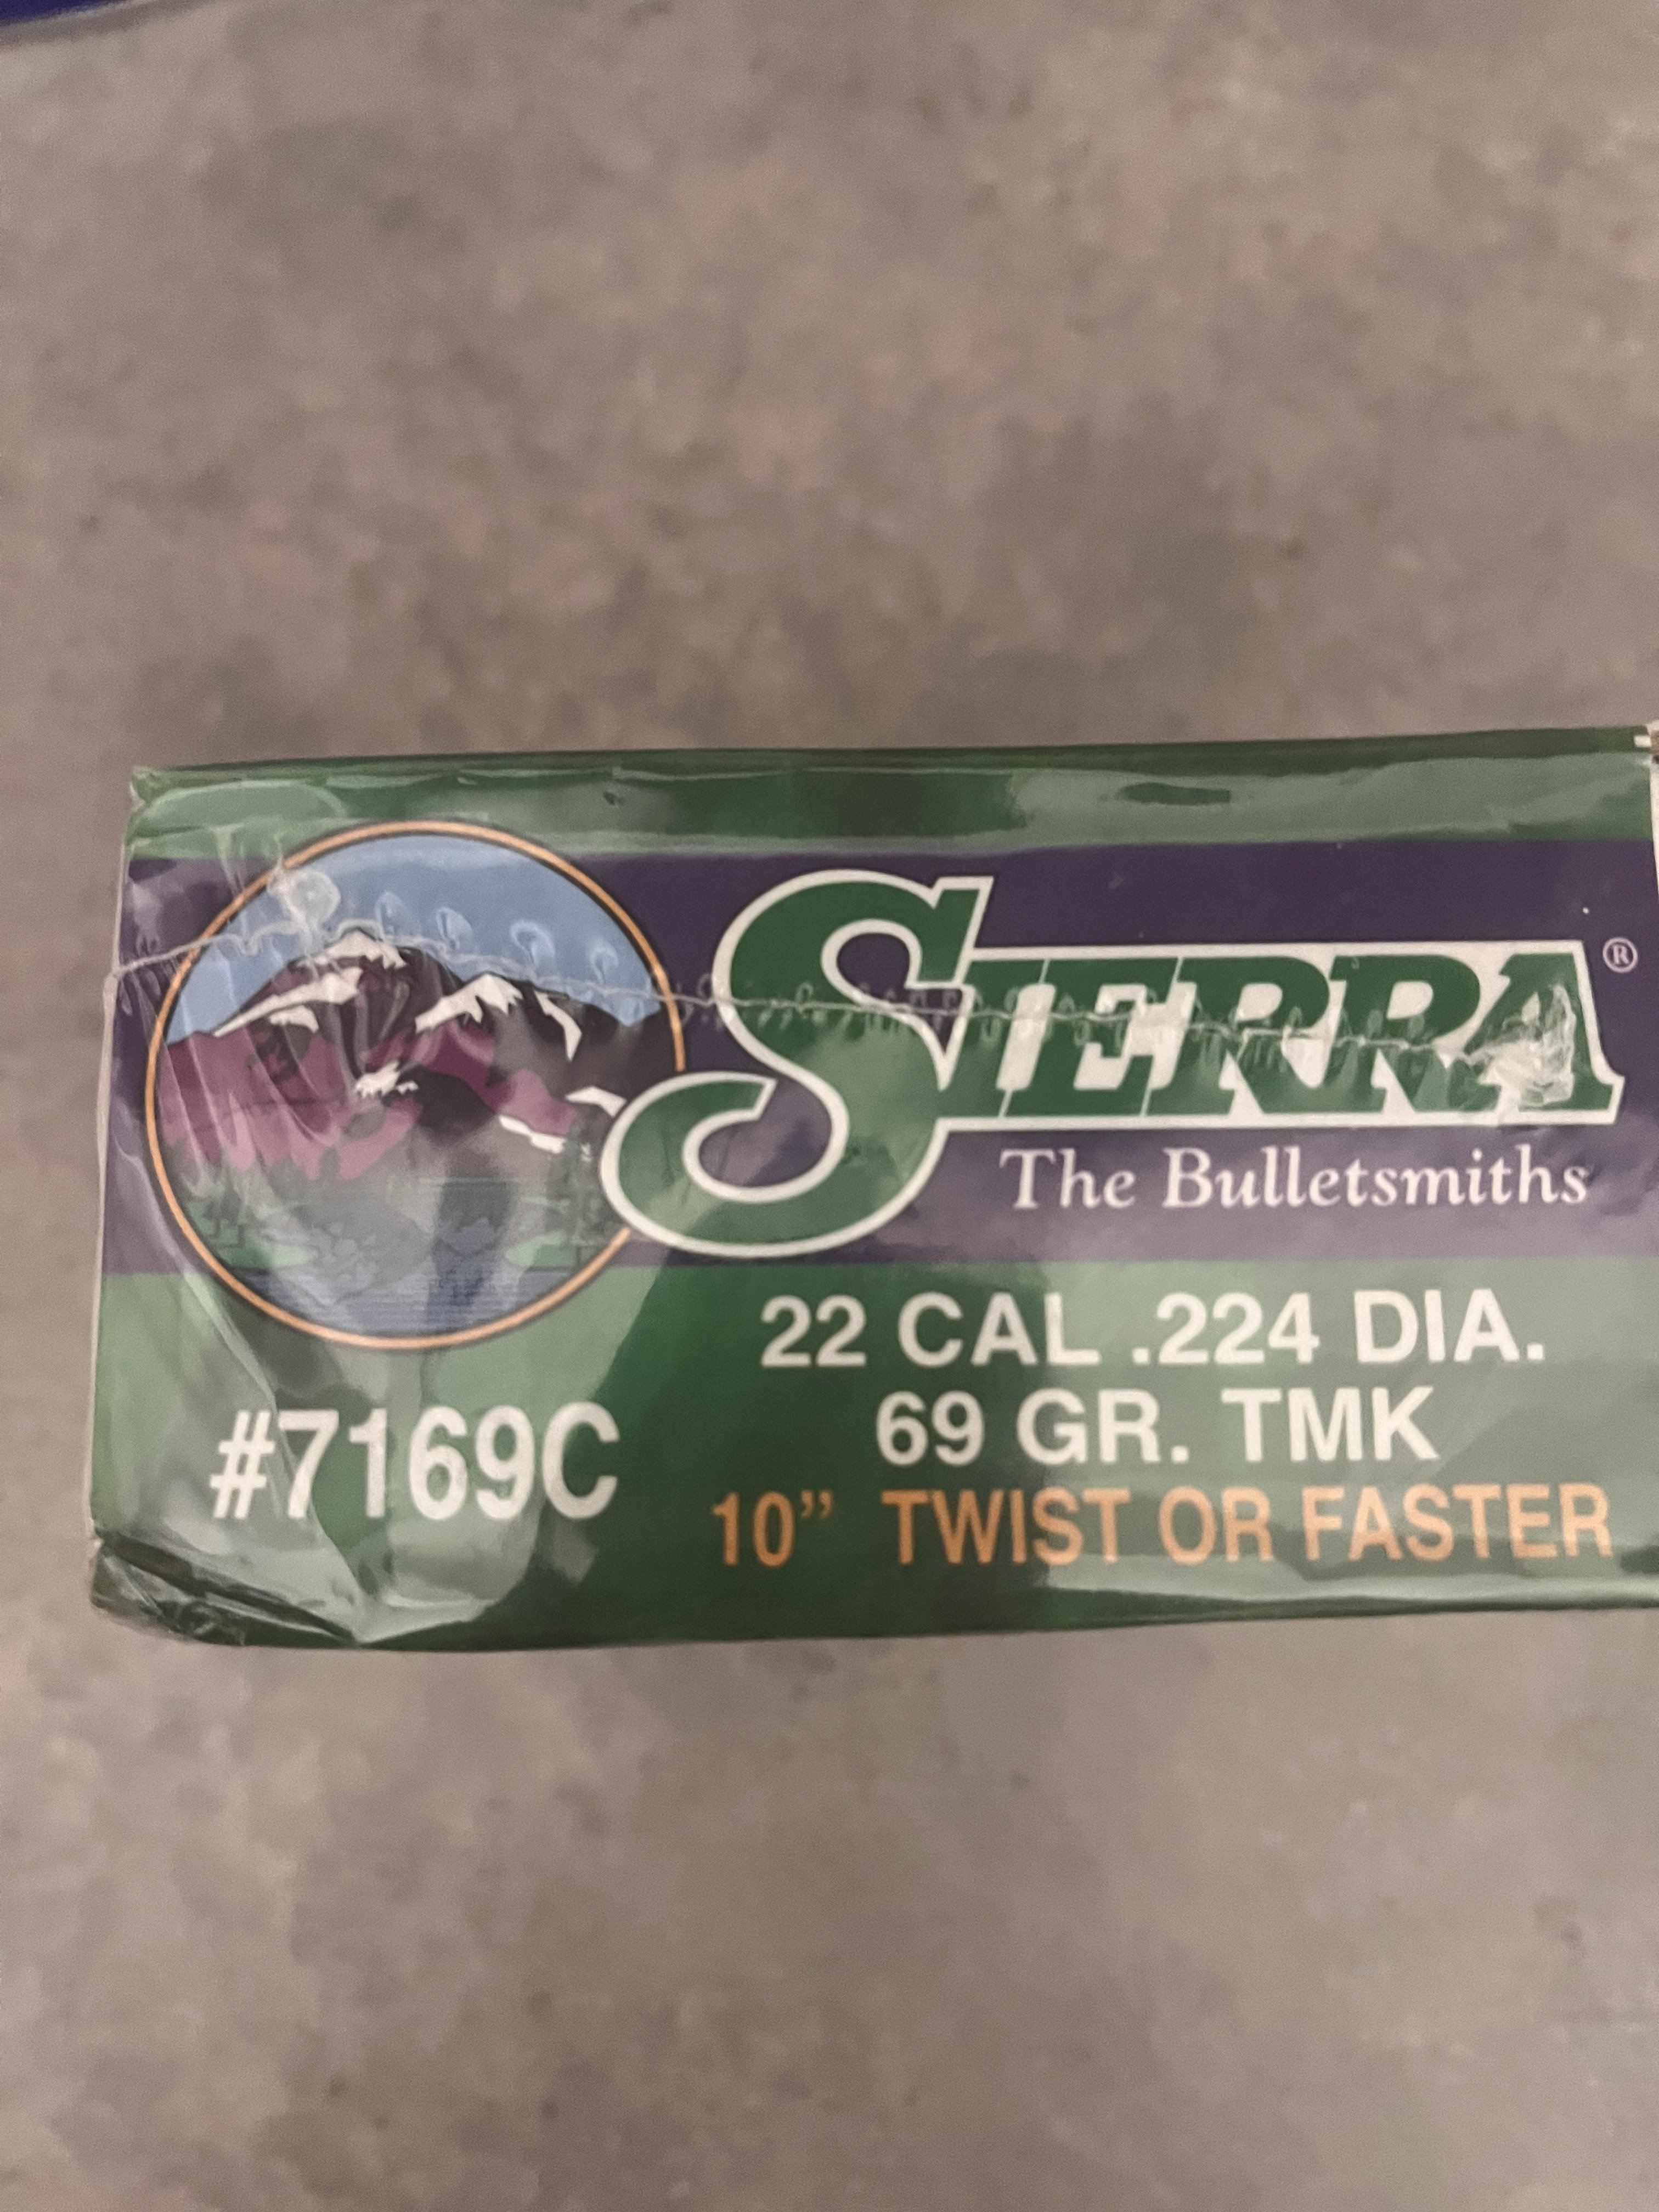 SIERRA®
The Bulletsmiths
22 CAL .224 DIA.
69 GR. TMK
#7169C
10” TWIST OR FASTER